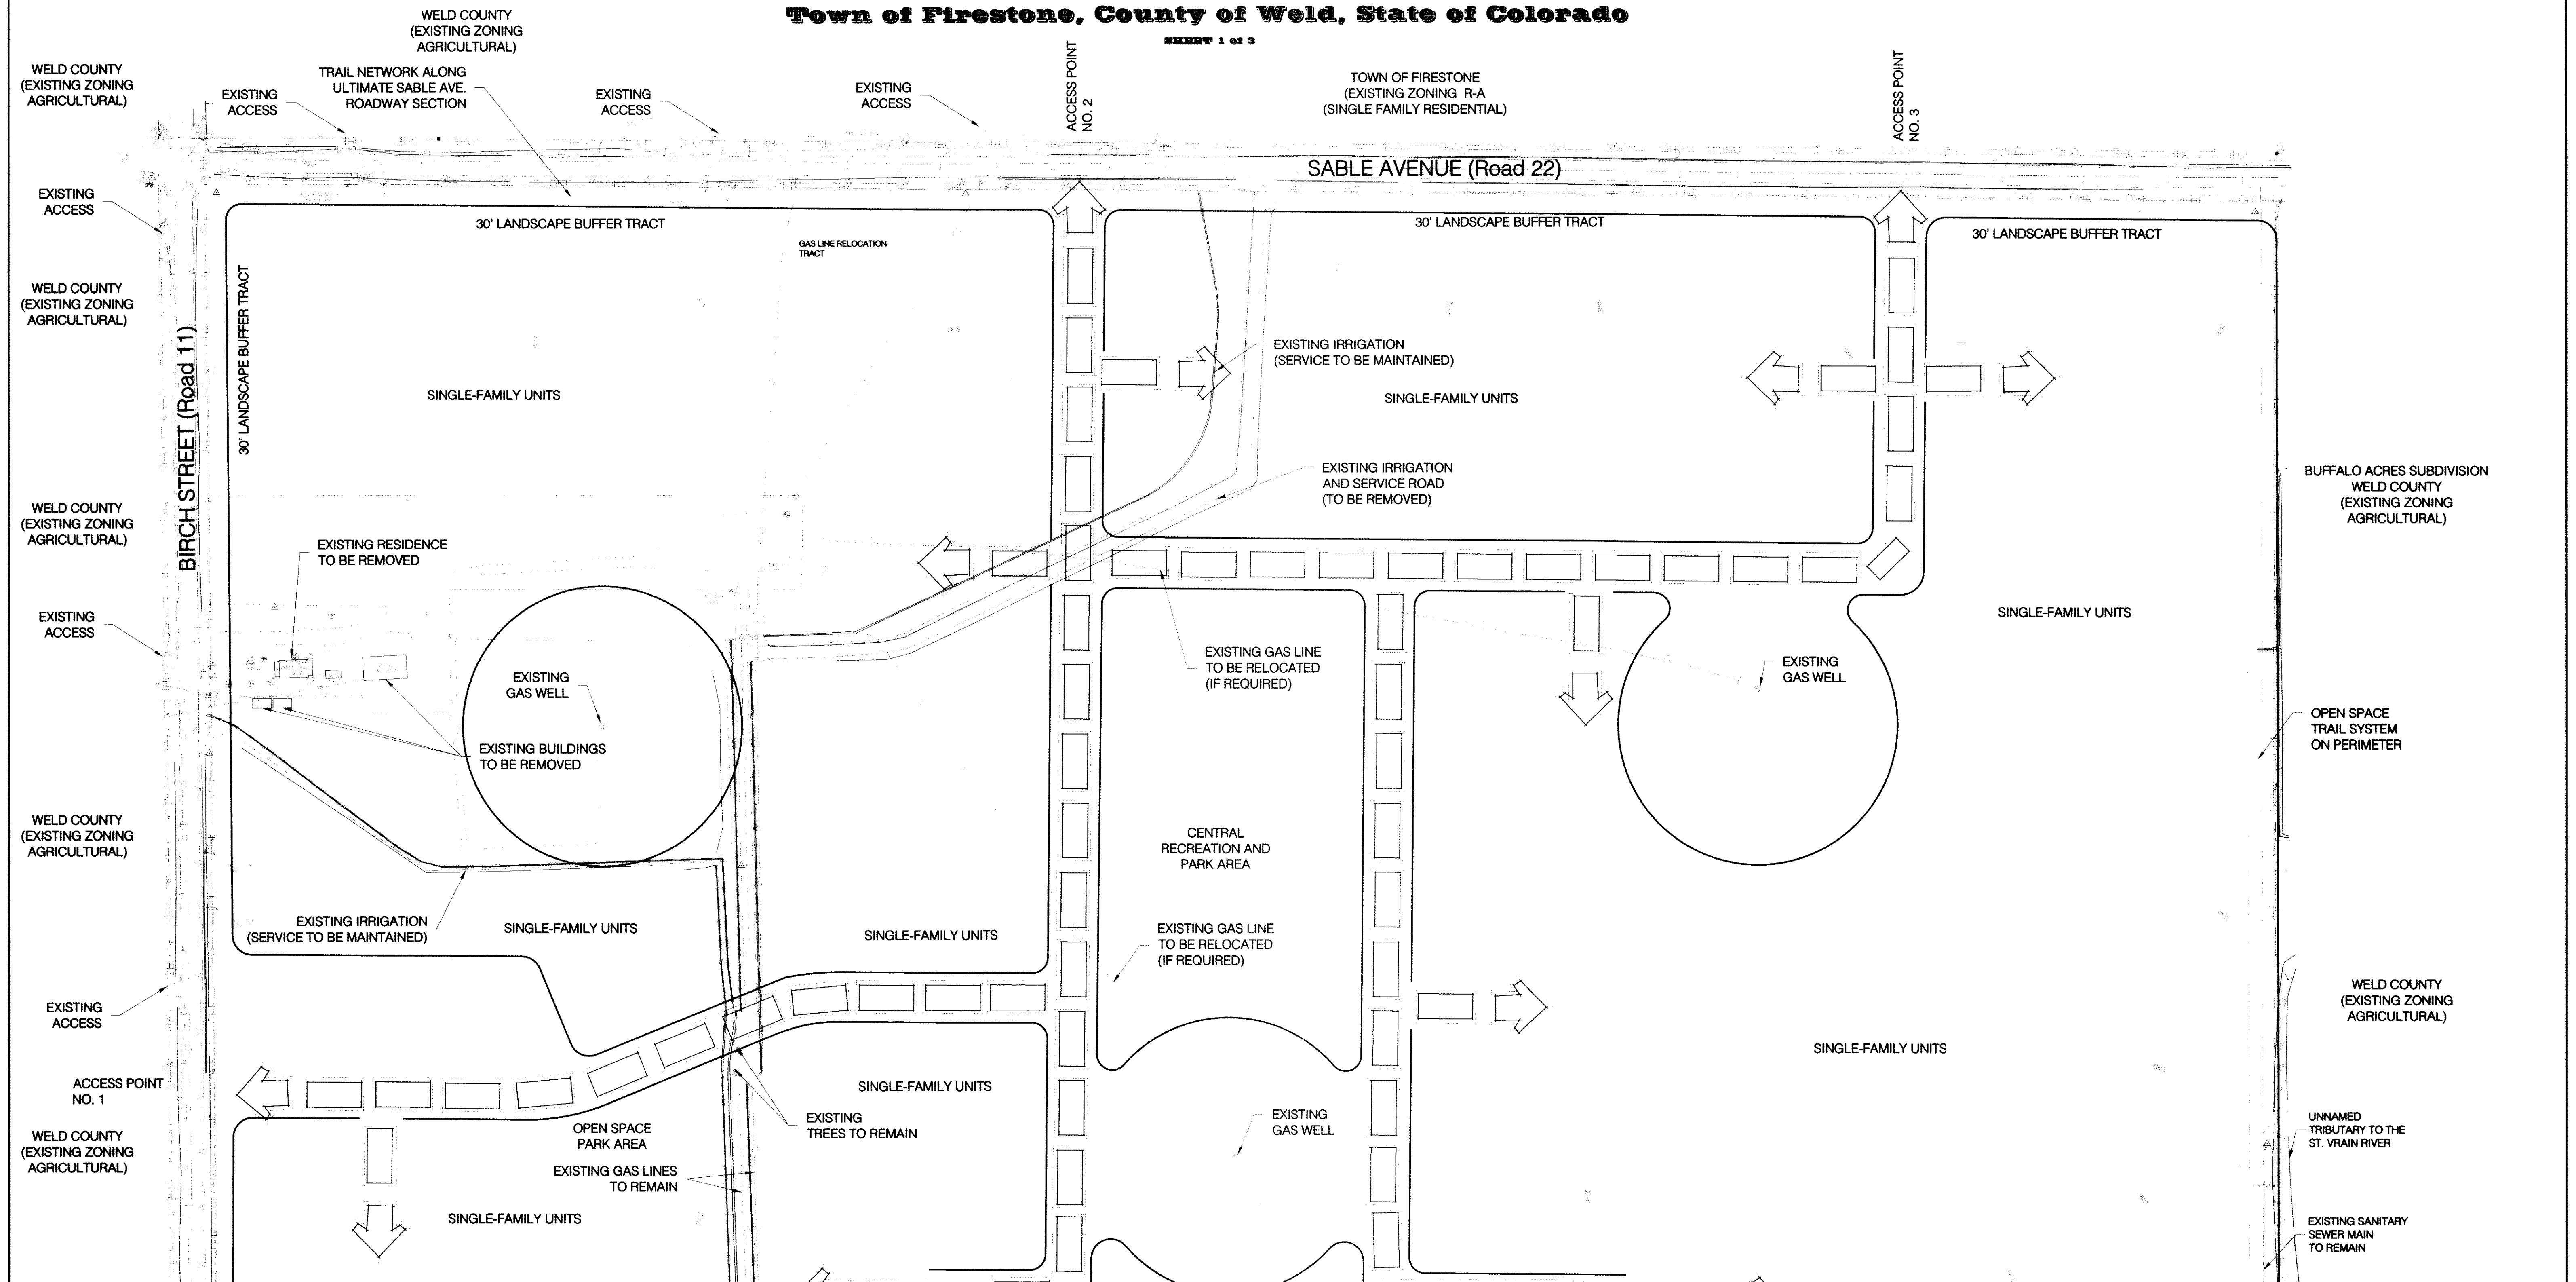 Town of Firestone, County of Weld, State of Colorado
SHEET 1 of 3
WELD COUNTY
(EXISTING ZONING
AGRICULTURAL)
WELD COUNTY
(EXISTING ZONING
AGRICULTURAL)
TRAIL NETWORK ALONG
ULTIMATE SABLE AVE.
ROADWAY SECTION
EXISTING
ACCESS
EXISTING
ACCESS
EXISTING
ACCESS
ACCESS POINT
NO. 2
TOWN OF FIRESTONE
(EXISTING ZONING R-A
(SINGLE FAMILY RESIDENTIAL)
ACCESS POINT
NO. 3
SABLE AVENUE (Road 22)
EXISTING
ACCESS
30' LANDSCAPE BUFFER TRACT
30' LANDSCAPE BUFFER TRACT
30' LANDSCAPE BUFFER TRACT
GAS LINE RELOCATION
TRACT
30' LANDSCAPE BUFFER TRACT
WELD COUNTY
(EXISTING ZONING
AGRICULTURAL)
BIRCH STREET (Road 11)
EXISTING IRRIGATION
(SERVICE TO BE MAINTAINED)
SINGLE-FAMILY UNITS
SINGLE-FAMILY UNITS
EXISTING IRRIGATION
AND SERVICE ROAD
(TO BE REMOVED)
BUFFALO ACRES SUBDIVISION
WELD COUNTY
(EXISTING ZONING
AGRICULTURAL)
WELD COUNTY
(EXISTING ZONING
AGRICULTURAL)
EXISTING RESIDENCE
TO BE REMOVED
SINGLE-FAMILY UNITS
EXISTING
ACCESS
EXISTING GAS LINE
TO BE RELOCATED
(IF REQUIRED)
EXISTING
GAS WELL
EXISTING
GAS WELL
OPEN SPACE
TRAIL SYSTEM
ON PERIMETER
EXISTING BUILDINGS
TO BE REMOVED
WELD COUNTY
(EXISTING ZONING
AGRICULTURAL)
CENTRAL
RECREATION AND
PARK AREA
EXISTING IRRIGATION
(SERVICE TO BE MAINTAINED)
SINGLE-FAMILY UNITS
SINGLE-FAMILY UNITS
EXISTING GAS LINE
TO BE RELOCATED
(IF REQUIRED)
EXISTING
ACCESS
WELD COUNTY
(EXISTING ZONING
AGRICULTURAL)
SINGLE-FAMILY UNITS
ACCESS POINT
NO. 1
SINGLE-FAMILY UNITS
EXISTING
TREES TO REMAIN
EXISTING
GAS WELL
OPEN SPACE
PARK AREA
UNNAMED
TRIBUTARY TO THE
ST. VRAIN RIVER
WELD COUNTY
(EXISTING ZONING
AGRICULTURAL)
EXISTING GAS LINES
TO REMAIN
SINGLE-FAMILY UNITS
EXISTING SANITARY
SEWER MAIN
TO REMAIN